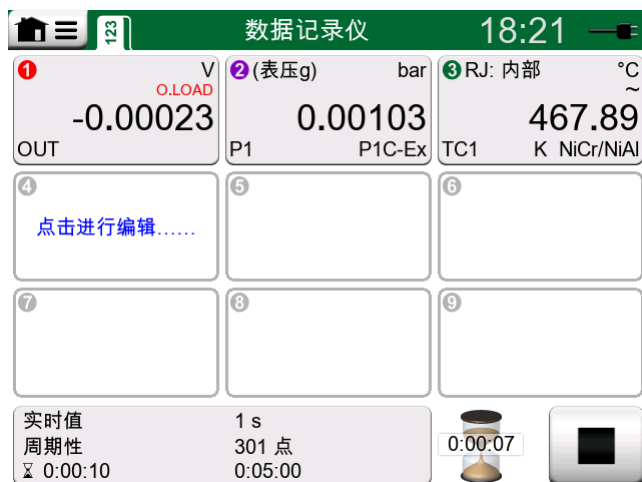 123 数据记录仪 18:21
1 V 2 (表压g) bar 3 RJ: 内部 °C
O.LOAD ~
-0.00023 0.00103 467.89
OUT P1 P1C-Ex TC1 K NiCr/NiAl
4 5 6
点击进行编辑……
7 8 9
实时值 1 s
周期性 301 点 0:00:07
0:00:10 0:05:00